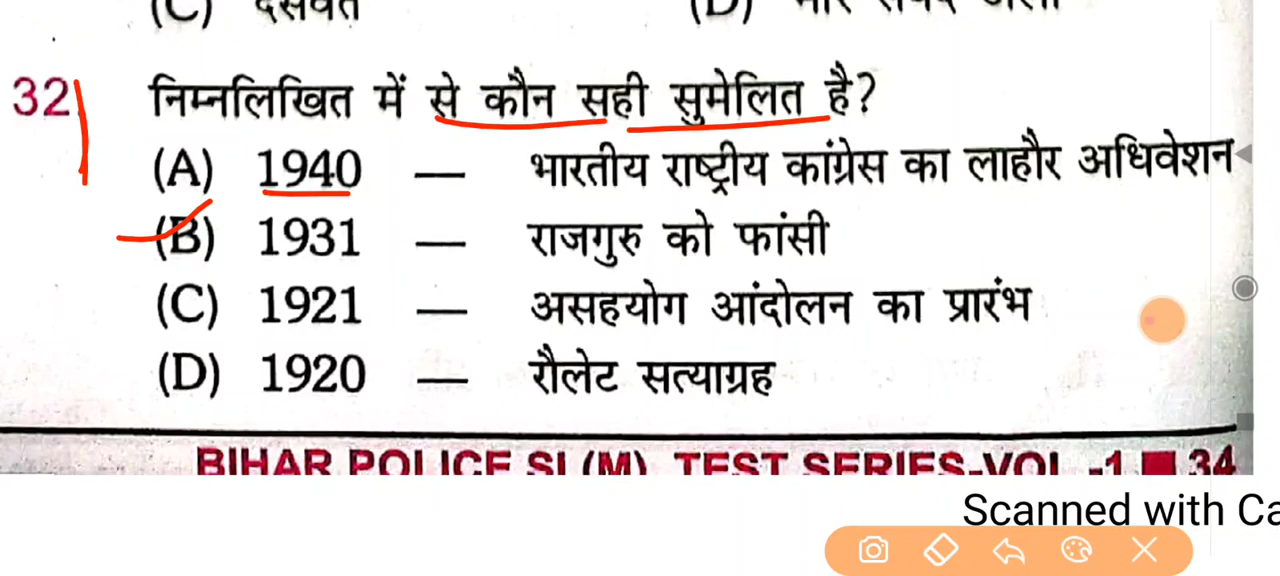 (C) दसवंत
32 निम्नलिखित में से कौन सही सुमेलित है?
(A) 1940 — भारतीय राष्ट्रीय कांग्रेस का लाहौर अधिवेशन
(B) 1931 — राजगुरु को फांसी
(C) 1921 — असहयोग आंदोलन का प्रारंभ
(D) 1920 — रौलेट सत्याग्रह
BIHAR POLICE SI (M) TEST SERIES-VOL.-1 ■ 34
Scanned with Ca